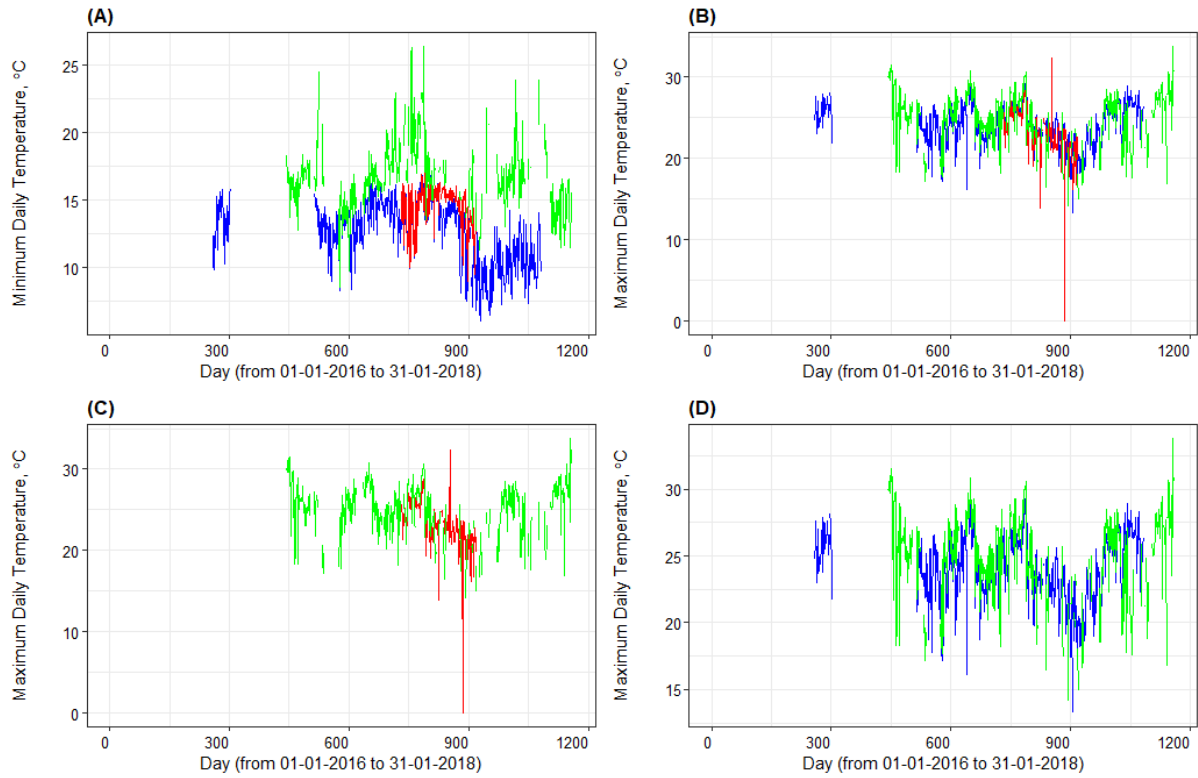 (A)
Minimum Daily Temperature, °C
25
20
15
10
0 300 600 900 1200
Day (from 01-01-2016 to 31-01-2018)
(B)
Maximum Daily Temperature, °C
30
20
10
0
0 300 600 900 1200
Day (from 01-01-2016 to 31-01-2018)
(C)
Maximum Daily Temperature, °C
30
20
10
0
0 300 600 900 1200
Day (from 01-01-2016 to 31-01-2018)
(D)
Maximum Daily Temperature, °C
30
25
20
15
0 300 600 900 1200
Day (from 01-01-2016 to 31-01-2018)